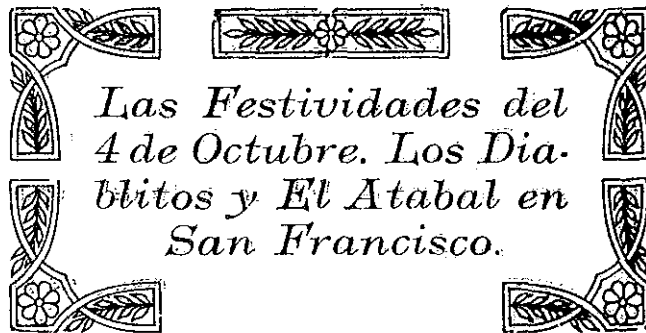 Las Festividades del
4 de Octubre. Los Dia-
blitos y El Atabal en
San Francisco.